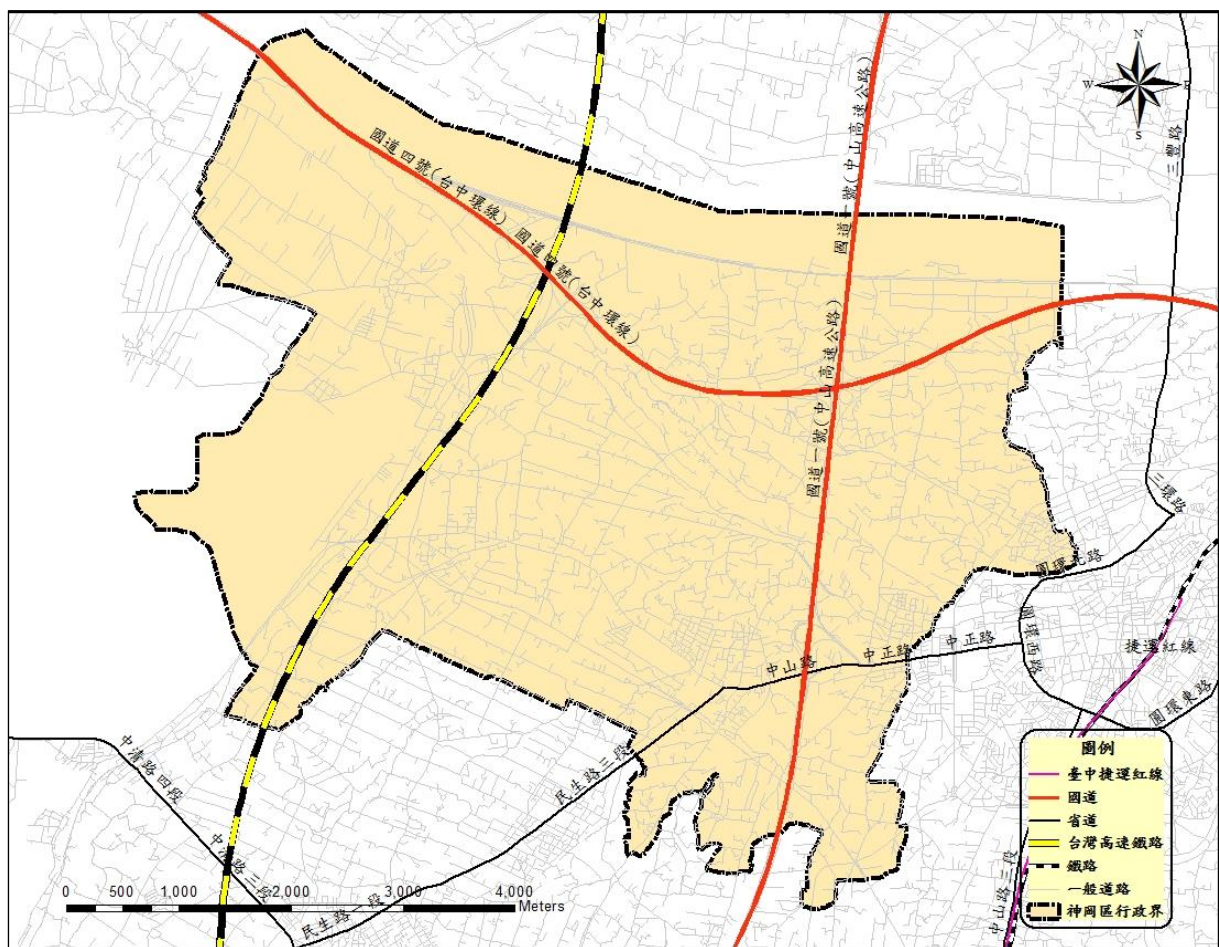 N
W
E
S
三豐路
國道一號(中山高速公路)
國道四號(台中環線)
國道四號(台中環線)
國道一號(中山高速公路)
三環路
圓環北路
圓環西路
中正路
中正路
中山路
捷運紅線
圓環東路
民生路三段
中清路四段
中清路三段
民生路一段
中山路三段
0 500 1,000 2,000 3,000 4,000
Meters
圖例
臺中捷運紅線
國道
省道
台灣高速鐵路
鐵路
一般道路
神岡區行政界